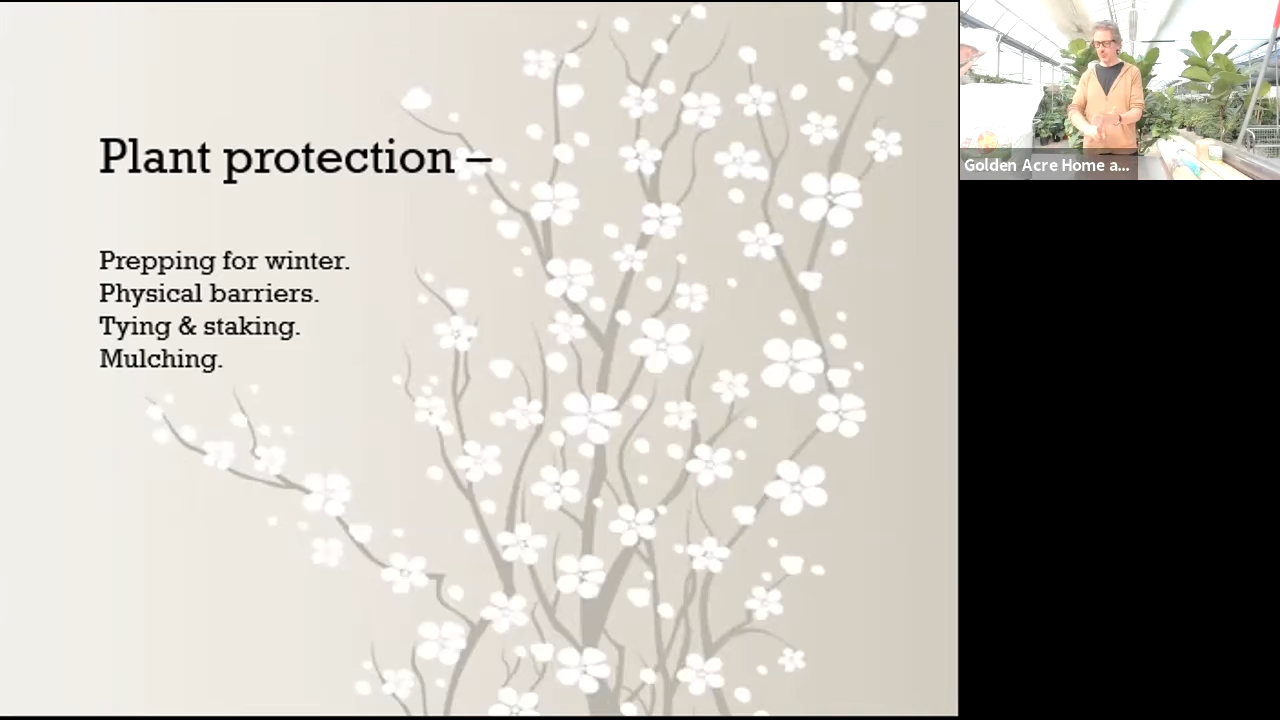 Plant protection –
Prepping for winter.
Physical barriers.
Tying & staking.
Mulching.
Golden Acre Home a...